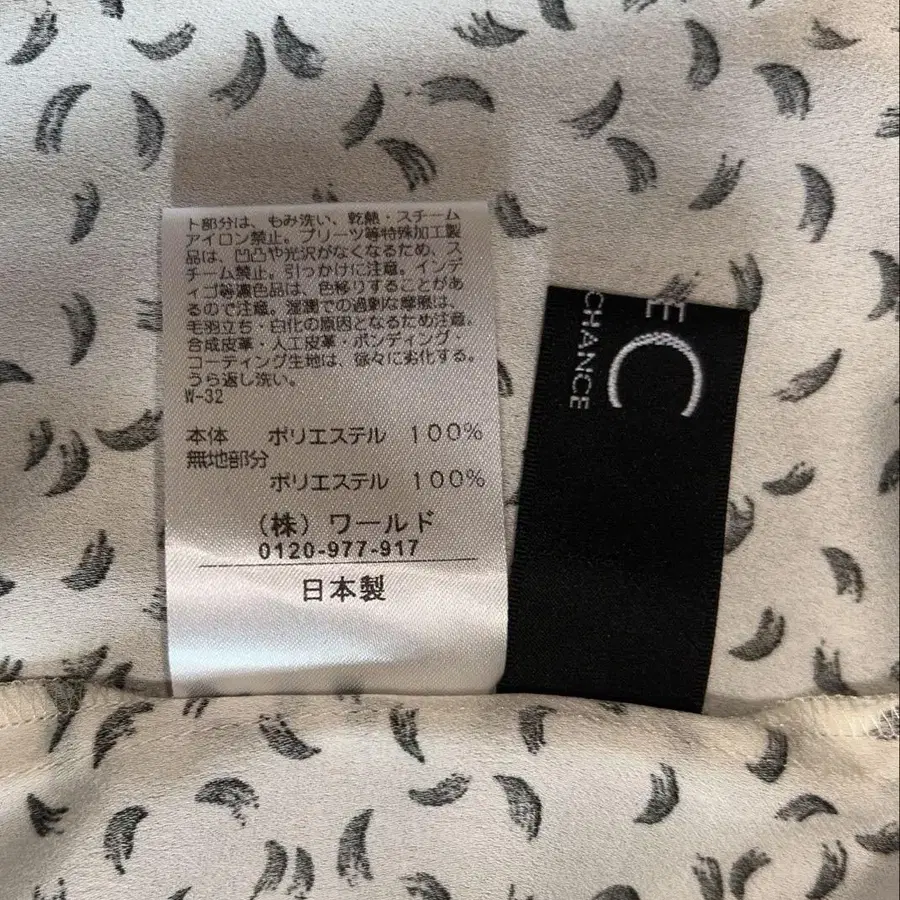 ト部分は、もみ洗い、乾熱・スチーム
アイロン禁止。プリーツ等特殊加工製
品は、凹凸や光沢がなくなるため、ス
チーム禁止。引っかけに注意。インデ
ィゴ等濃色品は、色移りすることがあ
るので注意。湿潤での過剰な摩擦は、
毛羽立ち・白化の原因となるため注意。
合成皮革・人工皮革・ボンディング・
コーティング生地は、徐々に劣化する。
うら返し洗い。
W-32
本体 ポリエステル 100%
無地部分
ポリエステル 100%
(株)ワールド
0120-977-917
日本製
E C
CHANCE